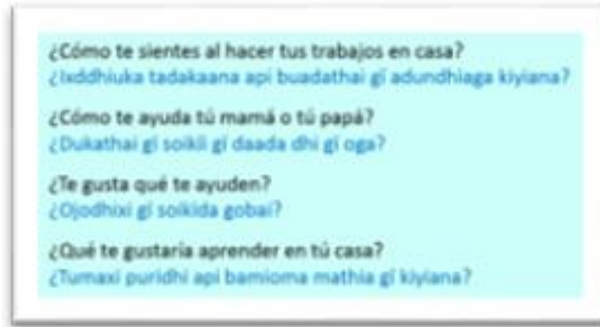 ¿Cómo te sientes al hacer tus trabajos en casa?
¿Ixddhiuka tadakaana api buadathai gi adundhiaga kiyiana?
¿Cómo te ayuda tú mamá o tú papá?
¿Dukathai gi soikii gi daada dhi gi oga?
¿Te gusta qué te ayuden?
¿Ojodhixi gi soikida gobai?
¿Qué te gustaría aprender en tú casa?
¿Tumaxi puridhi api bamioma mathia gi kiyiana?